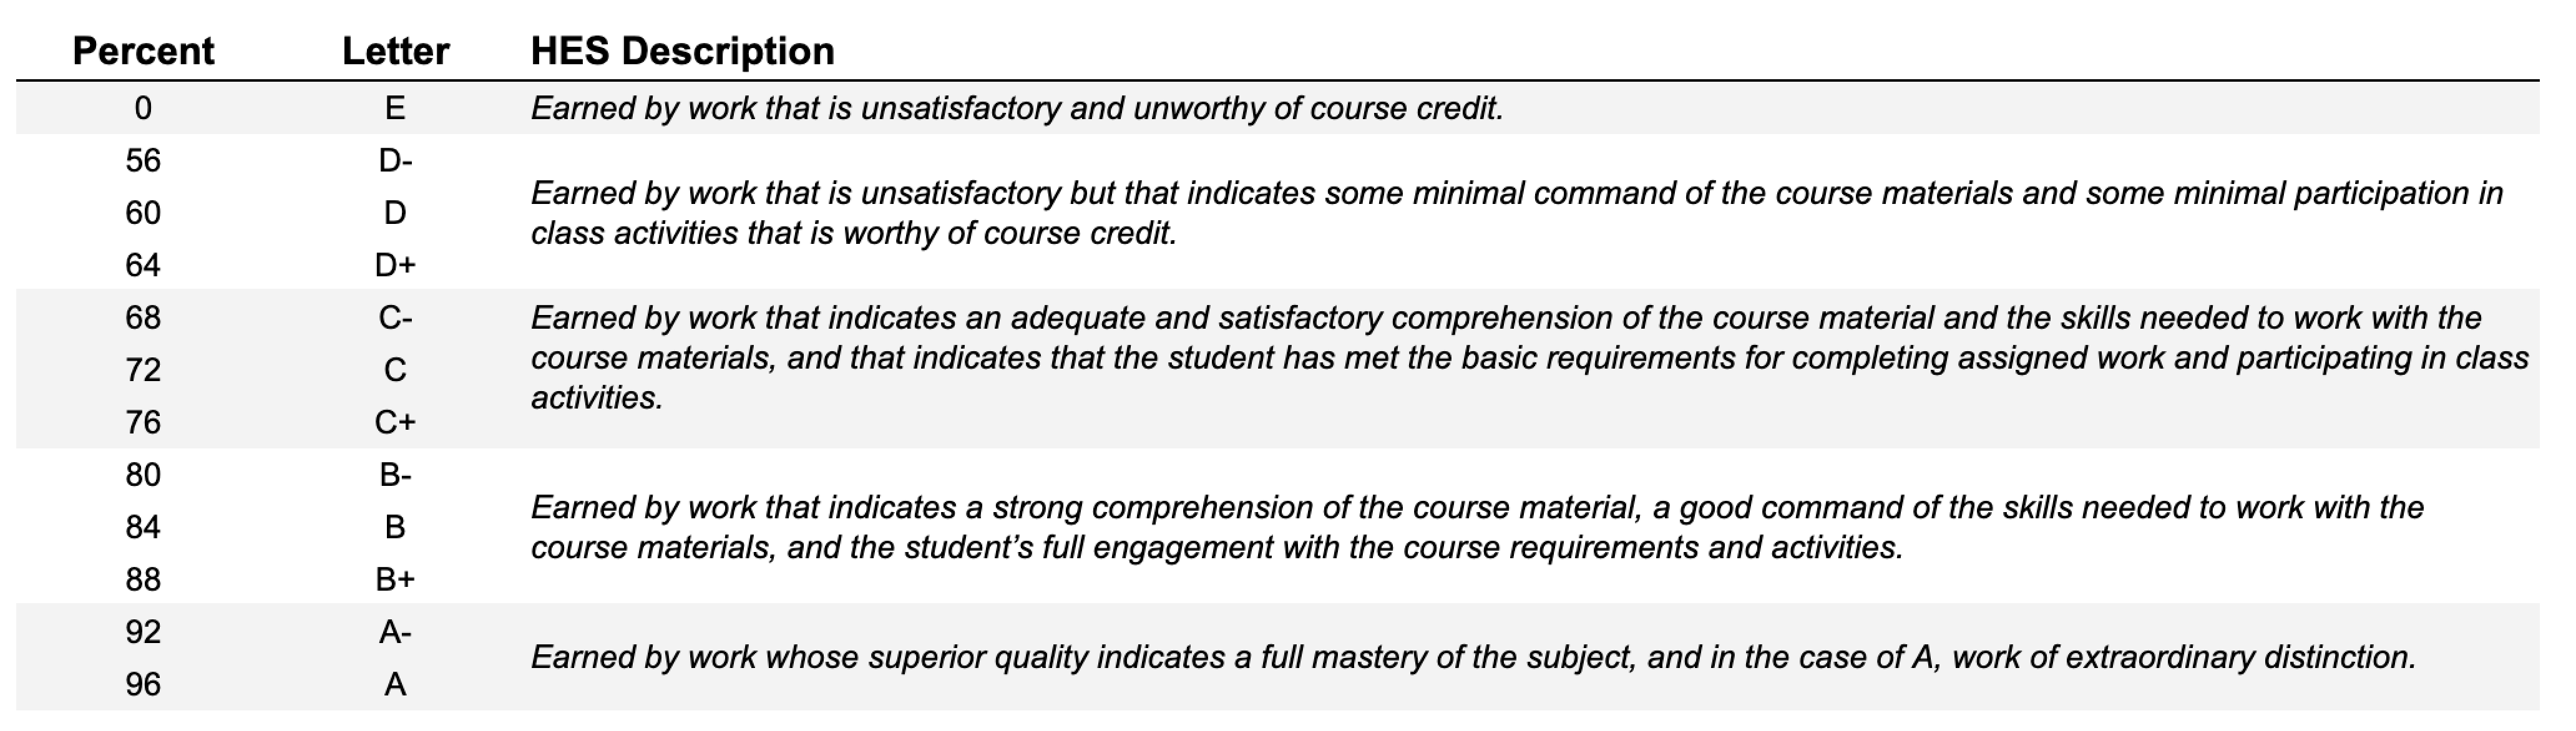 Percent Letter HES Description
0 E Earned by work that is unsatisfactory and unworthy of course credit.
56 D-
Earned by work that is unsatisfactory but that indicates some minimal command of the course materials and some minimal participation in
60 D
class activities that is worthy of course credit.
64 D+
68 C- Earned by work that indicates an adequate and satisfactory comprehension of the course material and the skills needed to work with the
72 C course materials, and that indicates that the student has met the basic requirements for completing assigned work and participating in class
activities.
76 C+
80 B-
Earned by work that indicates a strong comprehension of the course material, a good command of the skills needed to work with the
84 B
course materials, and the student’s full engagement with the course requirements and activities.
88 B+
92 A-
Earned by work whose superior quality indicates a full mastery of the subject, and in the case of A, work of extraordinary distinction.
96 A